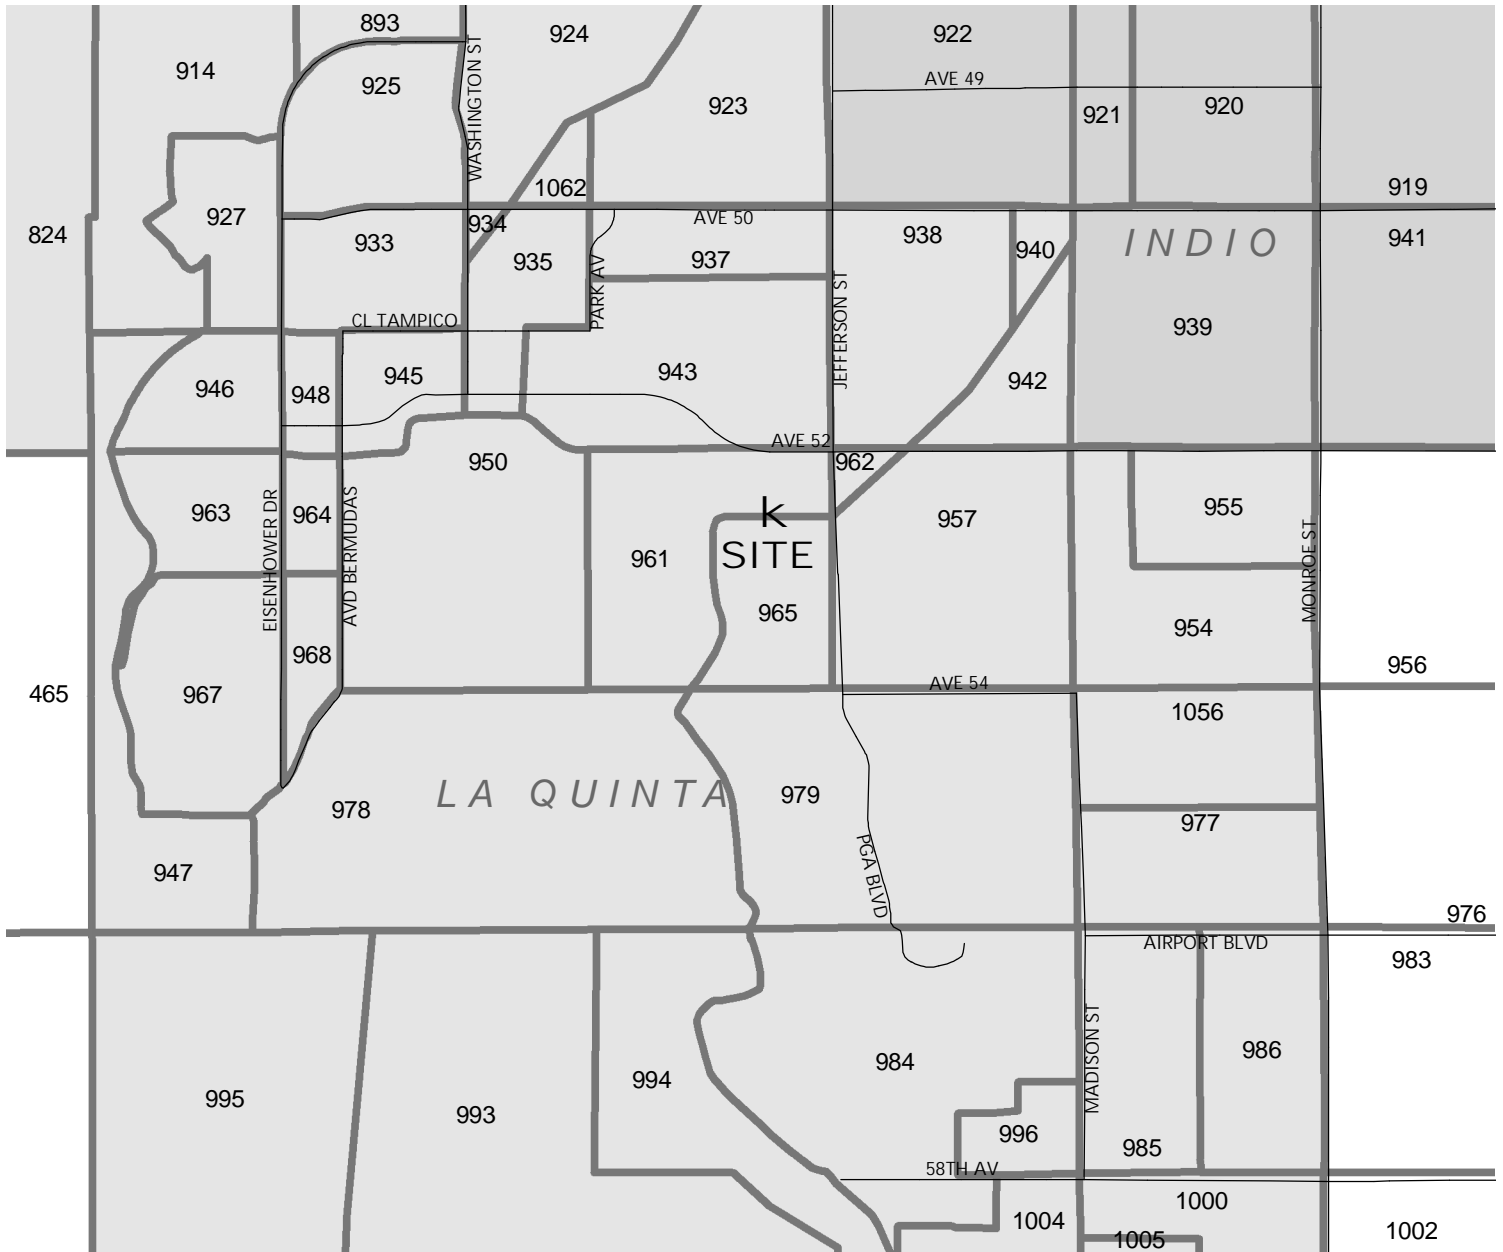 893
924
922
914
AVE 49
925
WASHINGTON ST
923
921
920
1062
919
927
AVE 50
934
824
933
938
INDIO
941
935
937
940
PARK AV
CL TAMPICO
JEFFERSON ST
939
946
948
945
943
942
AVE 52
950
962
963
964
EISENHOWER DR
AVD BERMUDAS
k
SITE
961
957
955
MONROE ST
965
954
968
956
967
465
AVE 54
1056
LA QUINTA
979
978
977
947
PGA BLVD
976
AIRPORT BLVD
983
986
984
994
MADISON ST
995
993
996
985
58TH AV
1000
1004
1005
1002